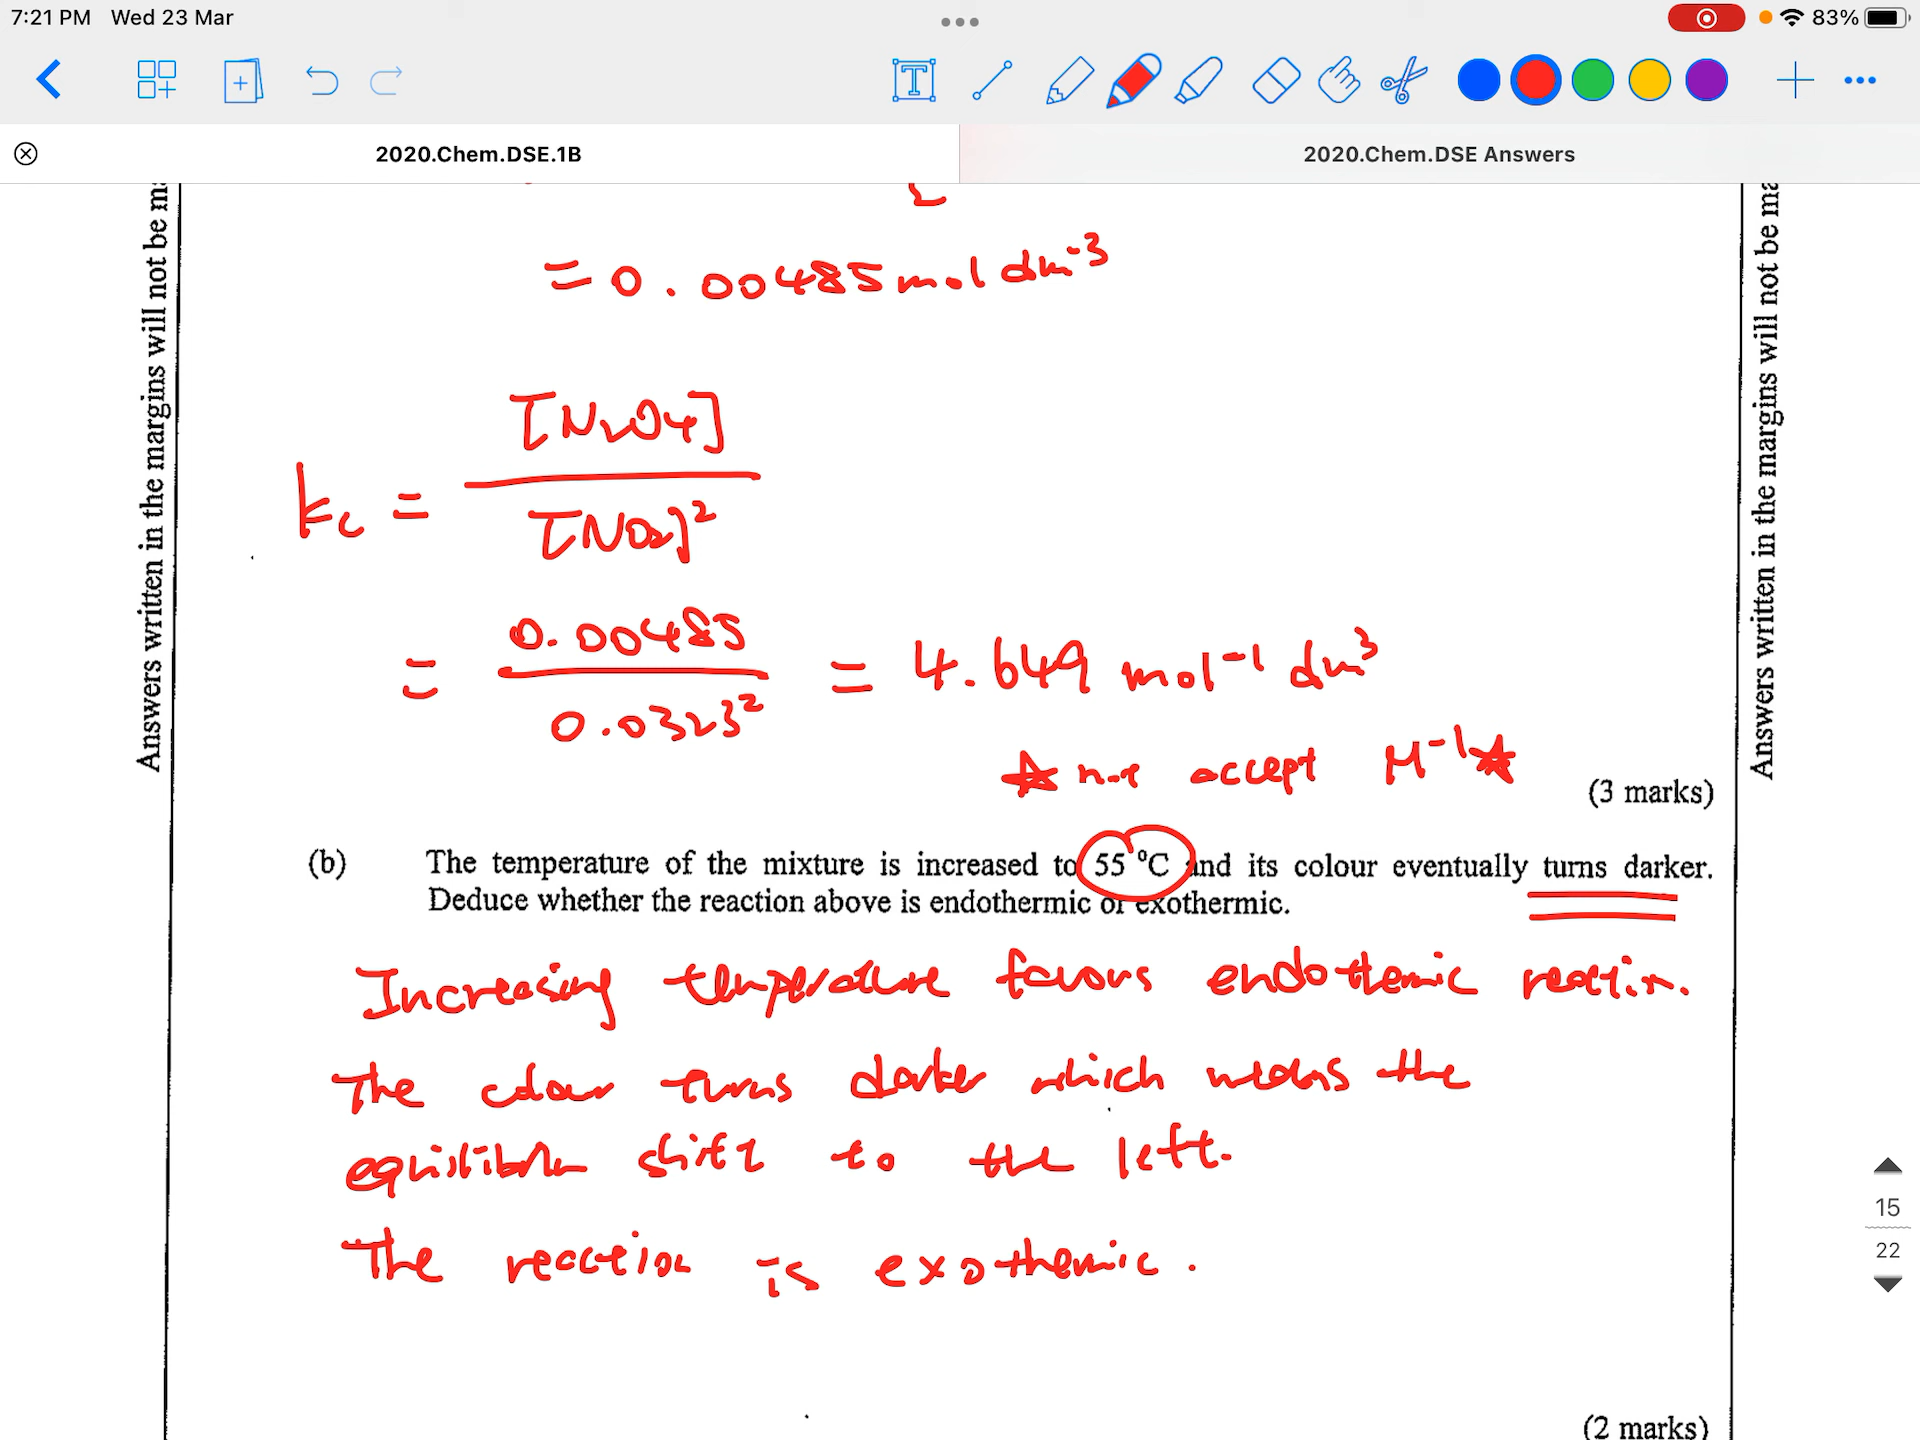 7:21 PM Wed 23 Mar
83%
2020.Chem.DSE.1B
2020.Chem.DSE Answers
Answers written in the margins will not be ma
Answers written in the margins will not be ma
= 0.00485 mol dm⁻³
kc = [N₂O4] / [NO₂]²
= 0.00485 / 0.0323² = 4.649 mol⁻¹ dm³
☆ not accept M⁻¹ ☆
(3 marks)
(b) The temperature of the mixture is increased to 55 °C and its colour eventually turns darker.
Deduce whether the reaction above is endothermic or exothermic.
Increasing temperature favors endothermic reaction.
The colour turns darker which means the
shift to the left.
The reaction is exothermic.
15
22
(2 marks)